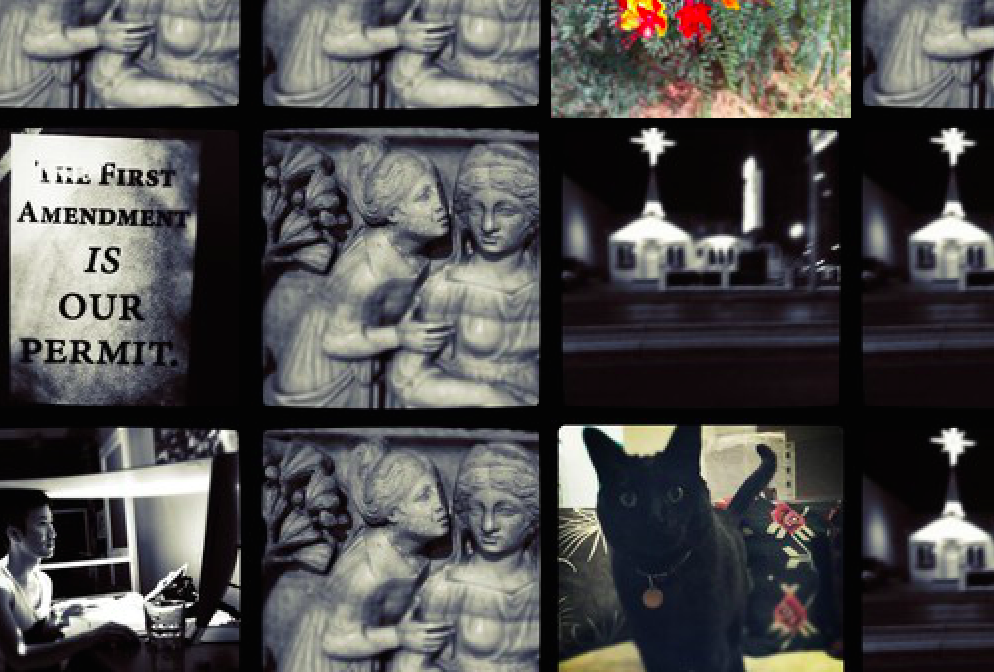 THE FIRST
AMENDMENT
IS
OUR
PERMIT.